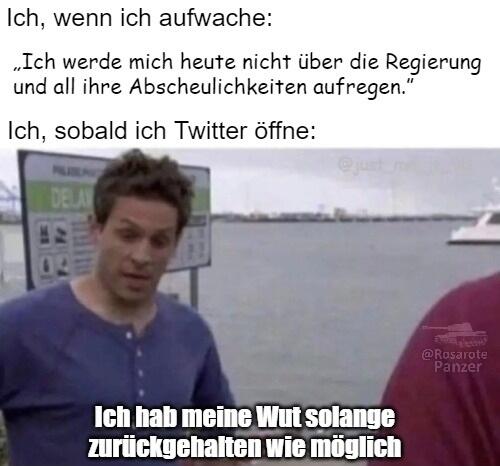 Ich, wenn ich aufwache:
„Ich werde mich heute nicht über die Regierung
und all ihre Abscheulichkeiten aufregen.”
Ich, sobald ich Twitter öffne:
DELA
@Rosarote
Panzer
Ich hab meine Wut solange
zurückgehalten wie möglich